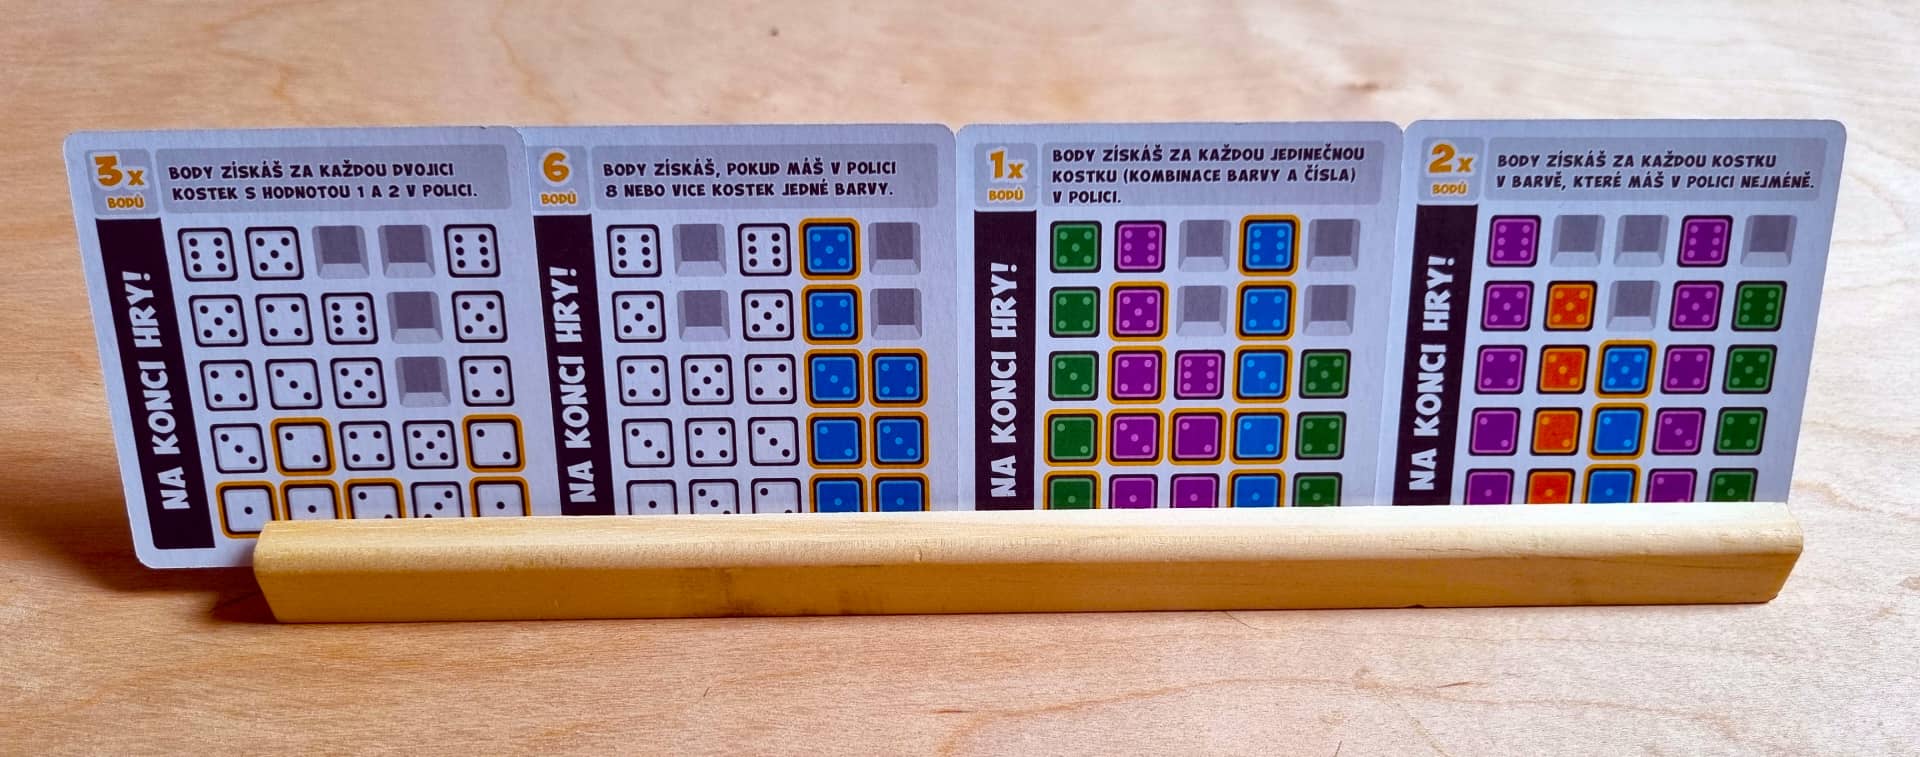 3x
BODŮ
BODY ZÍSKÁŠ ZA KAŽDOU DVOJICI
KOSTEK S HODNOTOU 1 A 2 V POLICI.
NA KONCI HRY!
6
BODŮ
BODY ZÍSKÁŠ, POKUD MÁŠ V POLICI
8 NEBO VICE KOSTEK JEDNÉ BARVY.
NA KONCI HRY!
1x
BODŮ
BODY ZÍSKÁŠ ZA KAŽDOU JEDINEČNOU
KOSTKU (KOMBINACE BARVY A ČÍSLA)
V POLICI.
NA KONCI HRY!
2x
BODŮ
BODY ZÍSKÁŠ ZA KAŽDOU KOSTKU
V BARVĚ, KTERÉ MÁŠ V POLICI NEJMÉNĚ.
NA KONCI HRY!